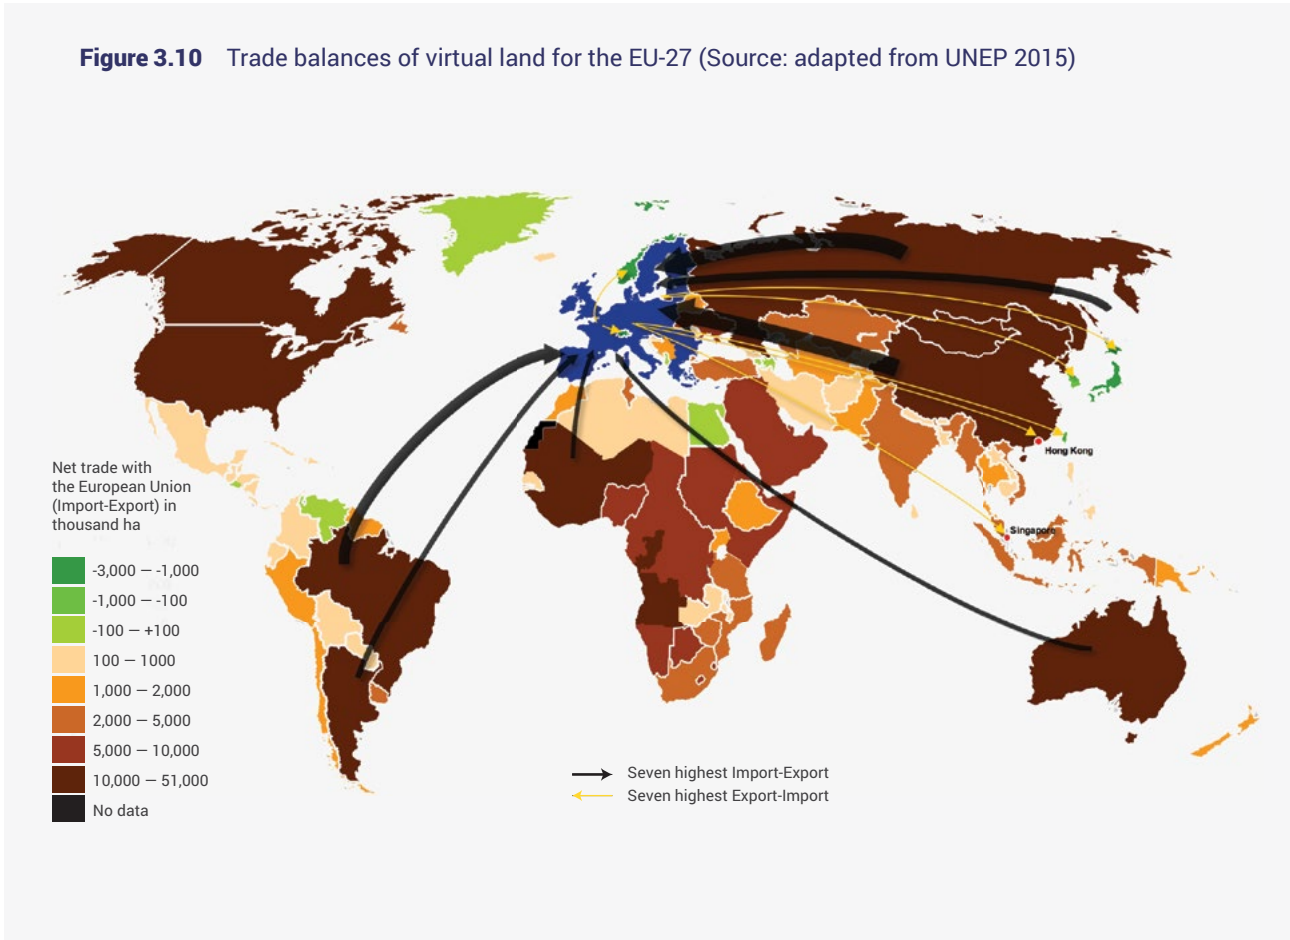 Figure 3.10 Trade balances of virtual land for the EU-27 (Source: adapted from UNEP 2015)
Hong Kong
Singapore
Net trade with
the European Union
(Import-Export) in
thousand ha
-3,000 — -1,000
-1,000 — -100
-100 — +100
100 — 1000
1,000 — 2,000
2,000 — 5,000
5,000 — 10,000
10,000 — 51,000
No data
Seven highest Import-Export
Seven highest Export-Import